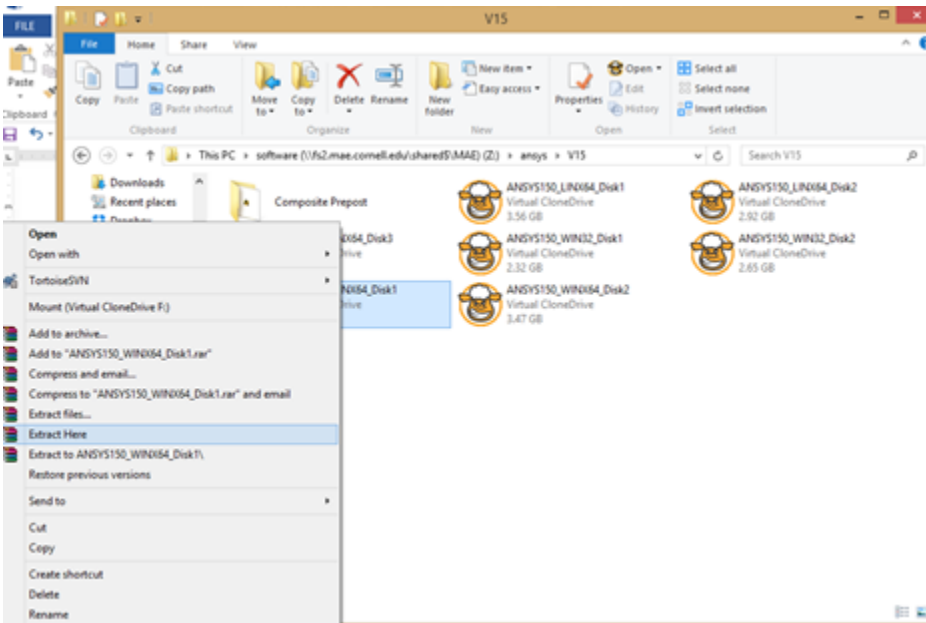 FILE
V15
Paste
Clipboard
File Home Share View
Copy
Paste
Cut
Copy path
Paste shortcut
Clipboard
Move to
Copy to
Delete
Rename
Organize
New folder
New item
Easy access
New
Properties
Open
Edit
History
Open
Select all
Select none
Invert selection
Select
This PC software (\\fs2.mae.cornell.edu\shared$\MAE) (Z:) ansys V15
Search V15
Downloads
Recent places
Dropbox
Composite Prepost
ANSYS150_LINX64_Disk1
Virtual CloneDrive
3.56 GB
ANSYS150_LINX64_Disk2
Virtual CloneDrive
2.92 GB
ANSYS150_WIN32_Disk1
Virtual CloneDrive
2.32 GB
ANSYS150_WIN32_Disk2
Virtual CloneDrive
2.65 GB
ANSYS150_WINX64_Disk2
Virtual CloneDrive
3.47 GB
Open
Open with
TortoiseSVN
Mount (Virtual CloneDrive F:)
Add to archive...
Add to "ANSYS150_WINX64_Disk1.rar"
Compress and email...
Compress to "ANSYS150_WINX64_Disk1.rar" and email
Extract files...
Extract Here
Extract to ANSYS150_WINX64_Disk1\
Restore previous versions
Send to
Cut
Copy
Create shortcut
Delete
Rename